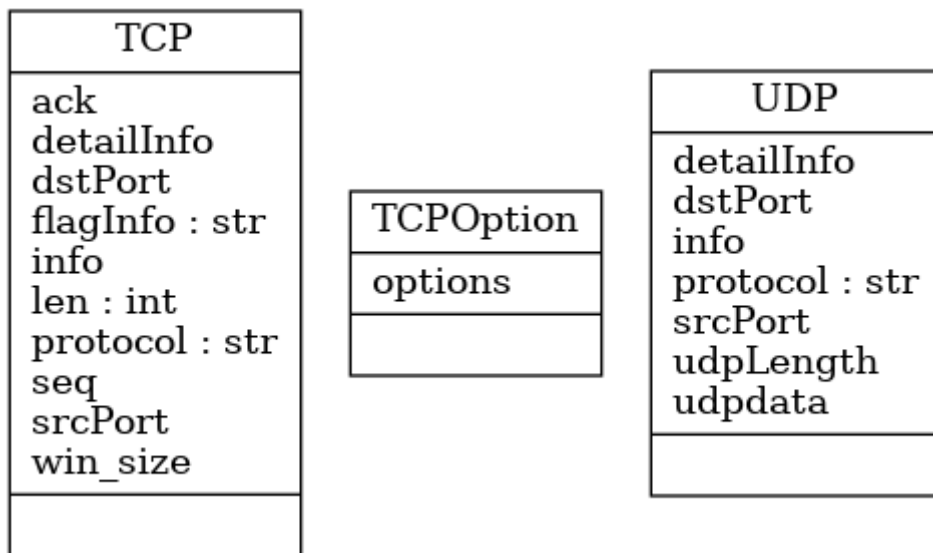 TCP
ack
detailInfo
dstPort
flagInfo : str
info
len : int
protocol : str
seq
srcPort
win_size
TCPOption
options
UDP
detailInfo
dstPort
info
protocol : str
srcPort
udpLength
udpdata